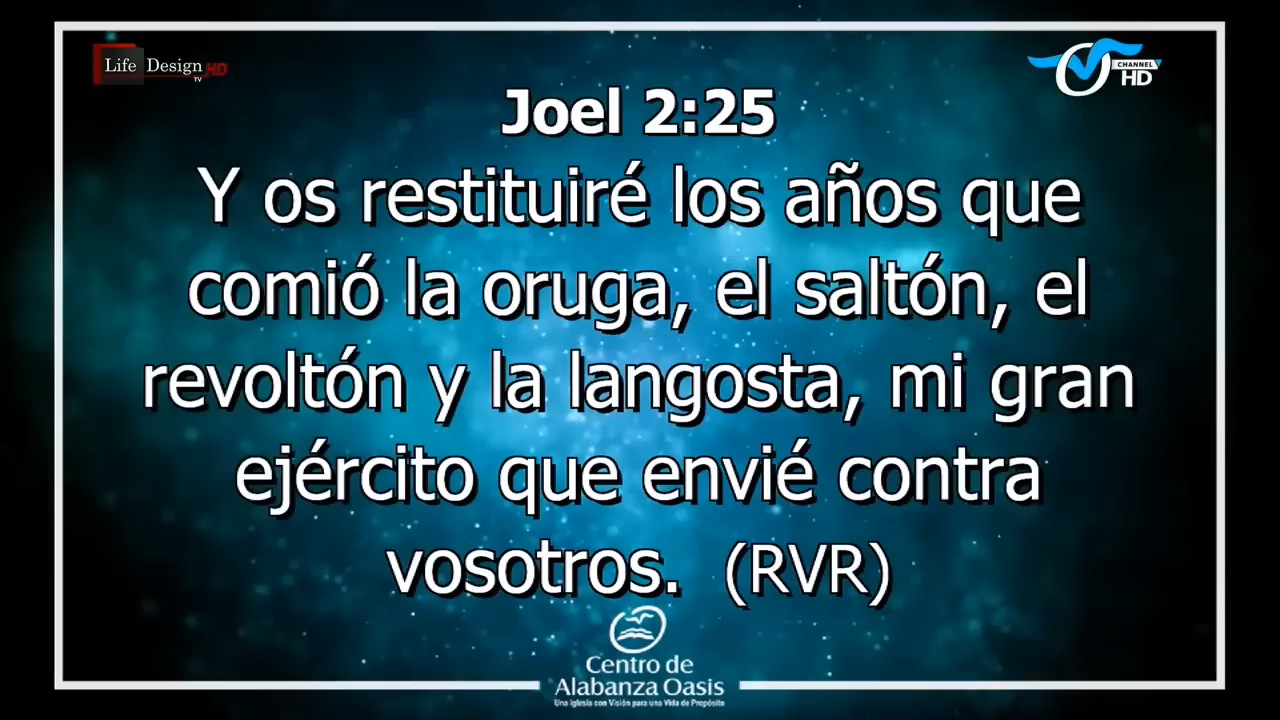 Life Design HD
TV
CHANNEL
HD
Joel 2:25
Y os restituiré los años que
comió la oruga, el saltón, el
revoltón y la langosta, mi gran
ejército que envié contra
vosotros. (RVR)
Centro de
Alabanza Oasis
Una Iglesia con Visión para una Vida de Propósito